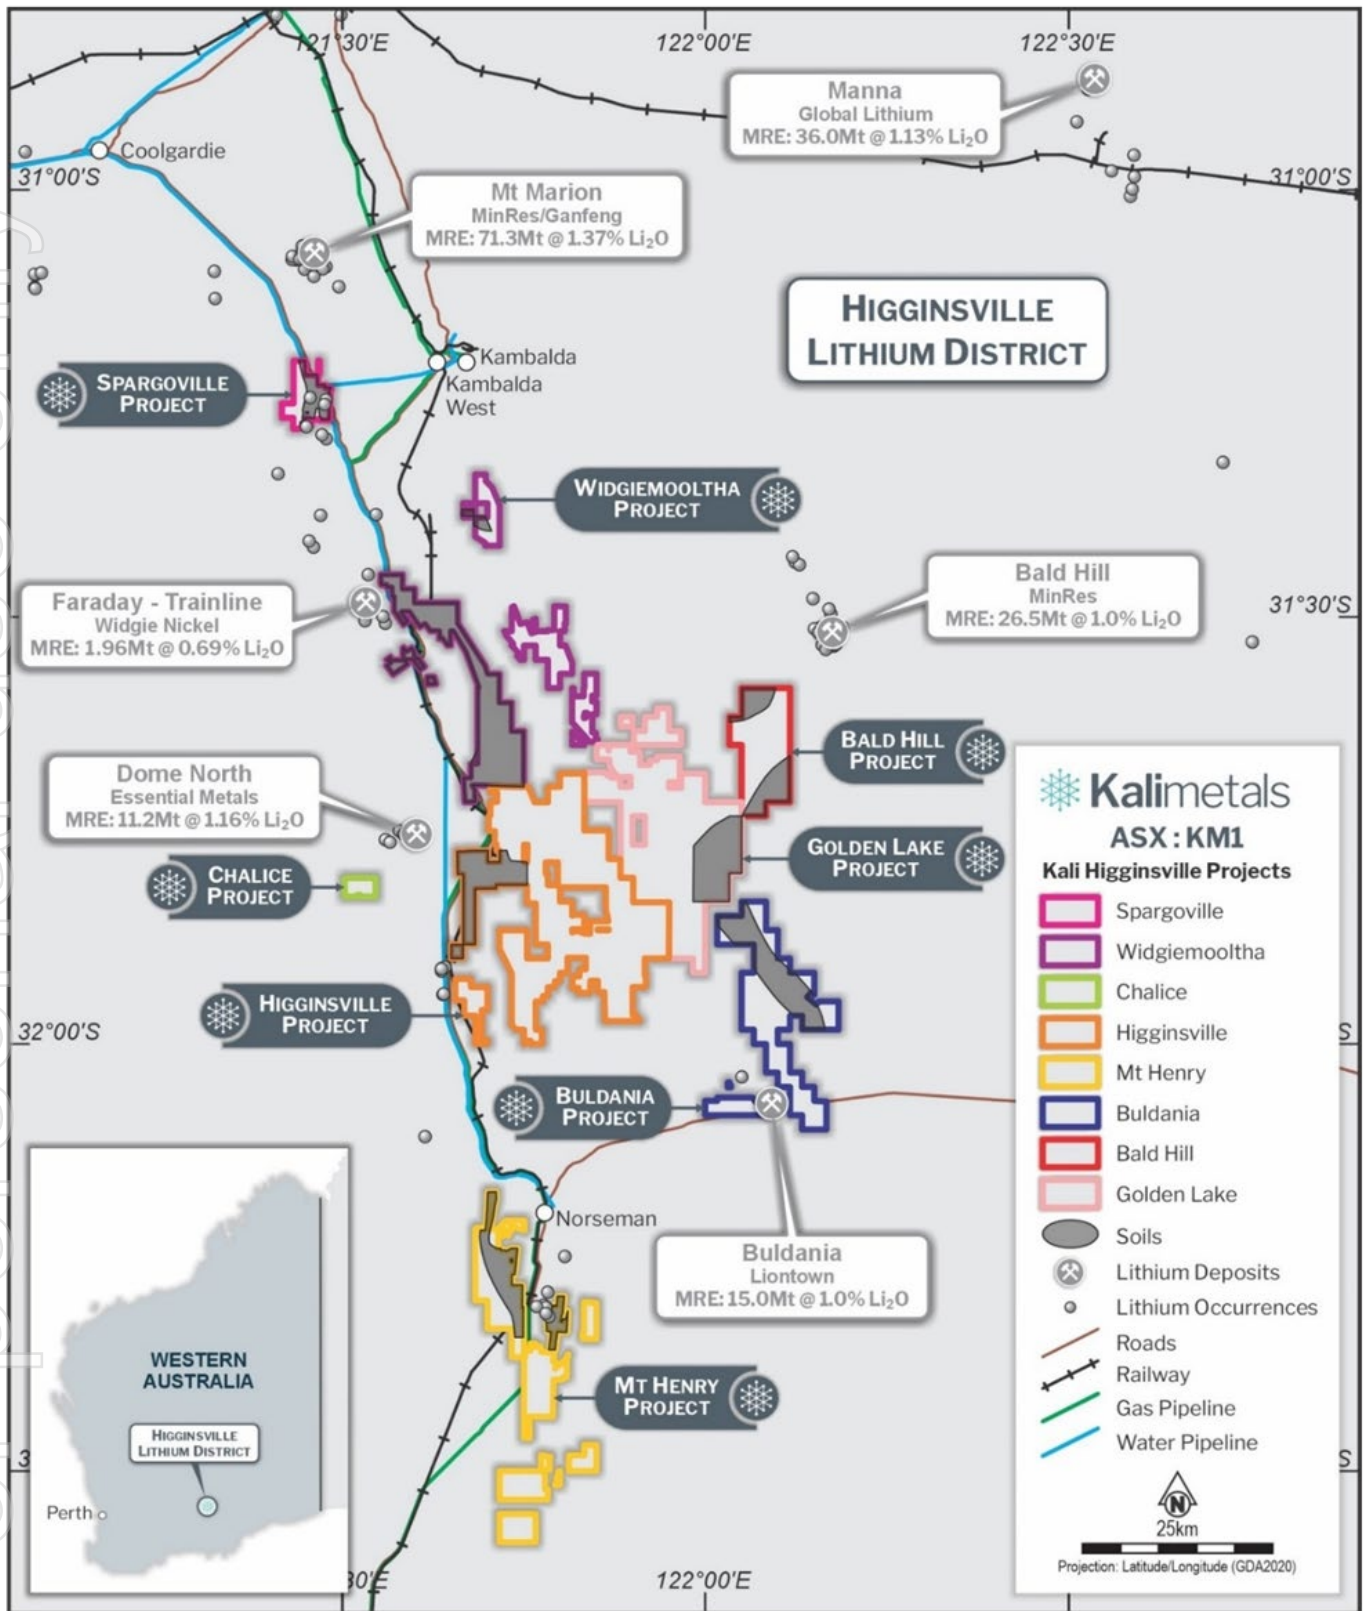 121°30'E
122°00'E
122°30'E
Manna
Global Lithium
MRE: 36.0Mt @ 1.13% Li₂O
Coolgardie
31°00'S
31°00'S
Mt Marion
MinRes/Ganfeng
MRE: 71.3Mt @ 1.37% Li₂O
HIGGINSVILLE
LITHIUM DISTRICT
Kambalda
Kambalda
West
SPARGOVILLE
PROJECT
WIDGIEMOOLTHA
PROJECT
Bald Hill
MinRes
MRE: 26.5Mt @ 1.0% Li₂O
31°30'S
Faraday - Trainline
Widgie Nickel
MRE: 1.96Mt @ 0.69% Li₂O
BALD HILL
PROJECT
Dome North
Essential Metals
MRE: 11.2Mt @ 1.16% Li₂O
GOLDEN LAKE
PROJECT
CHALICE
PROJECT
HIGGINSVILLE
PROJECT
32°00'S
S
BULDANIA
PROJECT
Norseman
Buldania
Liontown
MRE: 15.0Mt @ 1.0% Li₂O
MT HENRY
PROJECT
3
S
30'E
122°00'E
WESTERN
AUSTRALIA
HIGGINSVILLE
LITHIUM DISTRICT
Perth
Kalimetals
ASX : KM1
Kali Higginsville Projects
Spargoville
Widgiemooltha
Chalice
Higginsville
Mt Henry
Buldania
Bald Hill
Golden Lake
Soils
Lithium Deposits
Lithium Occurrences
Roads
Railway
Gas Pipeline
Water Pipeline
N
25km
Projection: Latitude/Longitude (GDA2020)